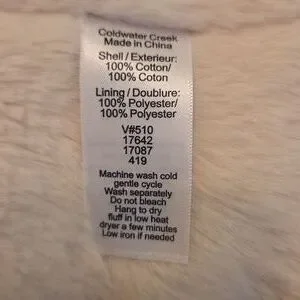 Coldwater Creek
Made in China
Shell / Exterieur:
100% Cotton/
100% Coton
Lining / Doublure:
100% Polyester/
100% Polyester
V#510
17642
17087
419
Machine wash cold
gentle cycle
Wash separately
Do not bleach
Hang to dry
fluff in low heat
dryer a few minutes
Low iron if needed